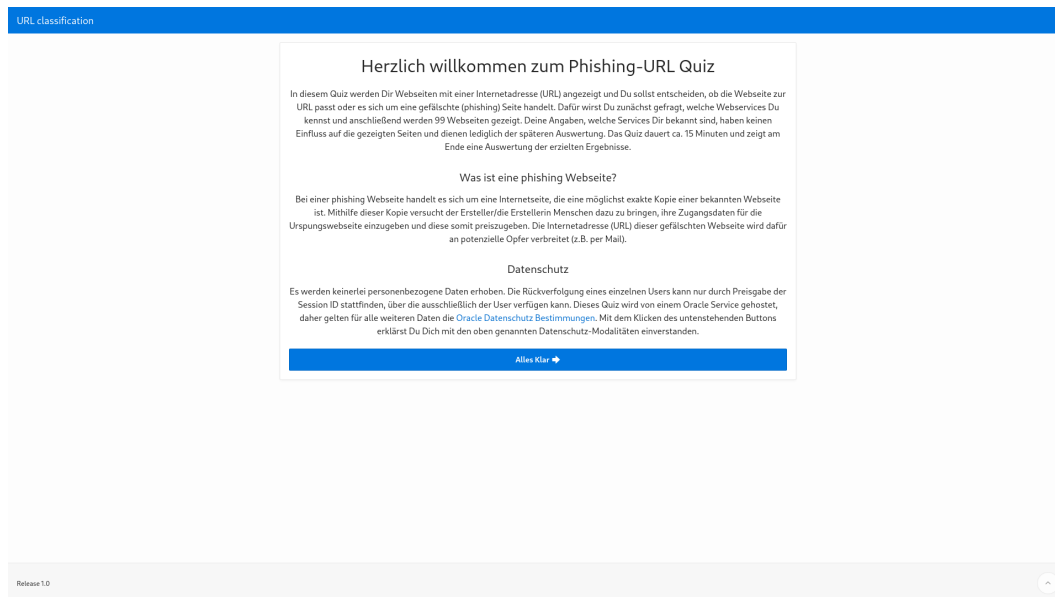 URL classification
Herzlich willkommen zum Phishing-URL Quiz
In diesem Quiz werden Dir Webseiten mit einer Internetadresse (URL) angezeigt und Du sollst entscheiden, ob die Webseite zur
URL passt oder es sich um eine gefälschte (phishing) Seite handelt. Dafür wirst Du zunächst gefragt, welche Webservices Du
kennst und anschließend werden 99 Webseiten gezeigt. Deine Angaben, welche Services Dir bekannt sind, haben keinen
Einfluss auf die gezeigten Seiten und dienen lediglich der späteren Auswertung. Das Quiz dauert ca. 15 Minuten und zeigt am
Ende eine Auswertung der erzielten Ergebnisse.
Was ist eine phishing Webseite?
Bei einer phishing Webseite handelt es sich um eine Internetseite, die eine möglichst exakte Kopie einer bekannten Webseite
ist. Mithilfe dieser Kopie versucht der Ersteller/die Erstellerin Menschen dazu zu bringen, ihre Zugangsdaten für die
Urspungswebseite einzugeben und diese somit preiszugeben. Die Internetadresse (URL) dieser gefälschten Webseite wird dafür
an potenzielle Opfer verbreitet (z.B. per Mail).
Datenschutz
Es werden keinerlei personenbezogene Daten erhoben. Die Rückverfolgung eines einzelnen Users kann nur durch Preisgabe der
Session ID stattfinden, über die ausschließlich der User verfügen kann. Dieses Quiz wird von einem Oracle Service gehostet,
daher gelten für alle weiteren Daten die Oracle Datenschutz Bestimmungen. Mit dem Klicken des untenstehenden Buttons
erklärst Du Dich mit den oben genannten Datenschutz-Modalitäten einverstanden.
Alles Klar
Release 1.0